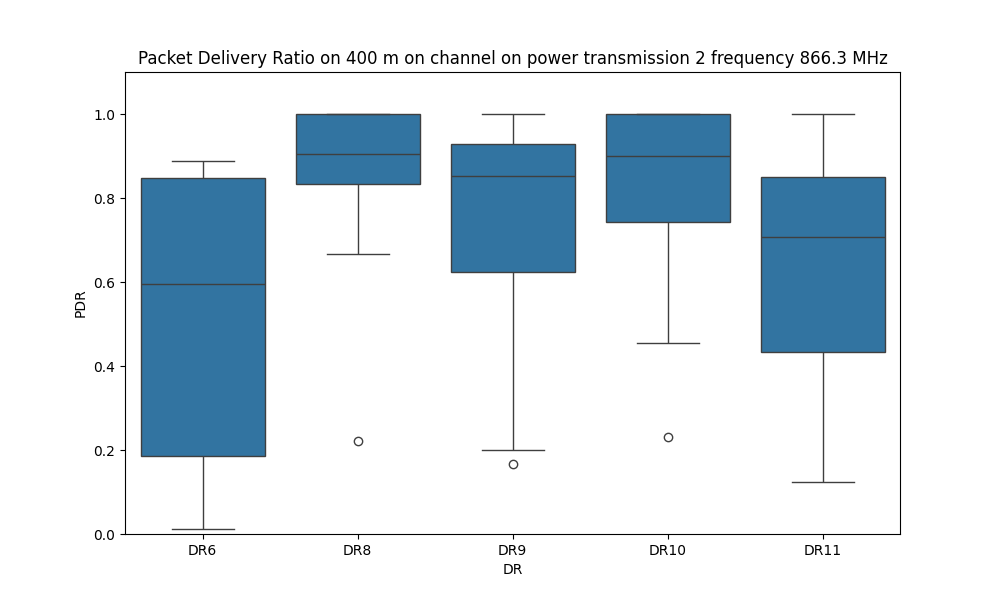 Packet Delivery Ratio on 400 m on channel on power transmission 2 frequency 866.3 MHz
1.0
0.8
0.6
0.4
0.2
0.0
PDR
DR6 DR8 DR9 DR10 DR11
DR